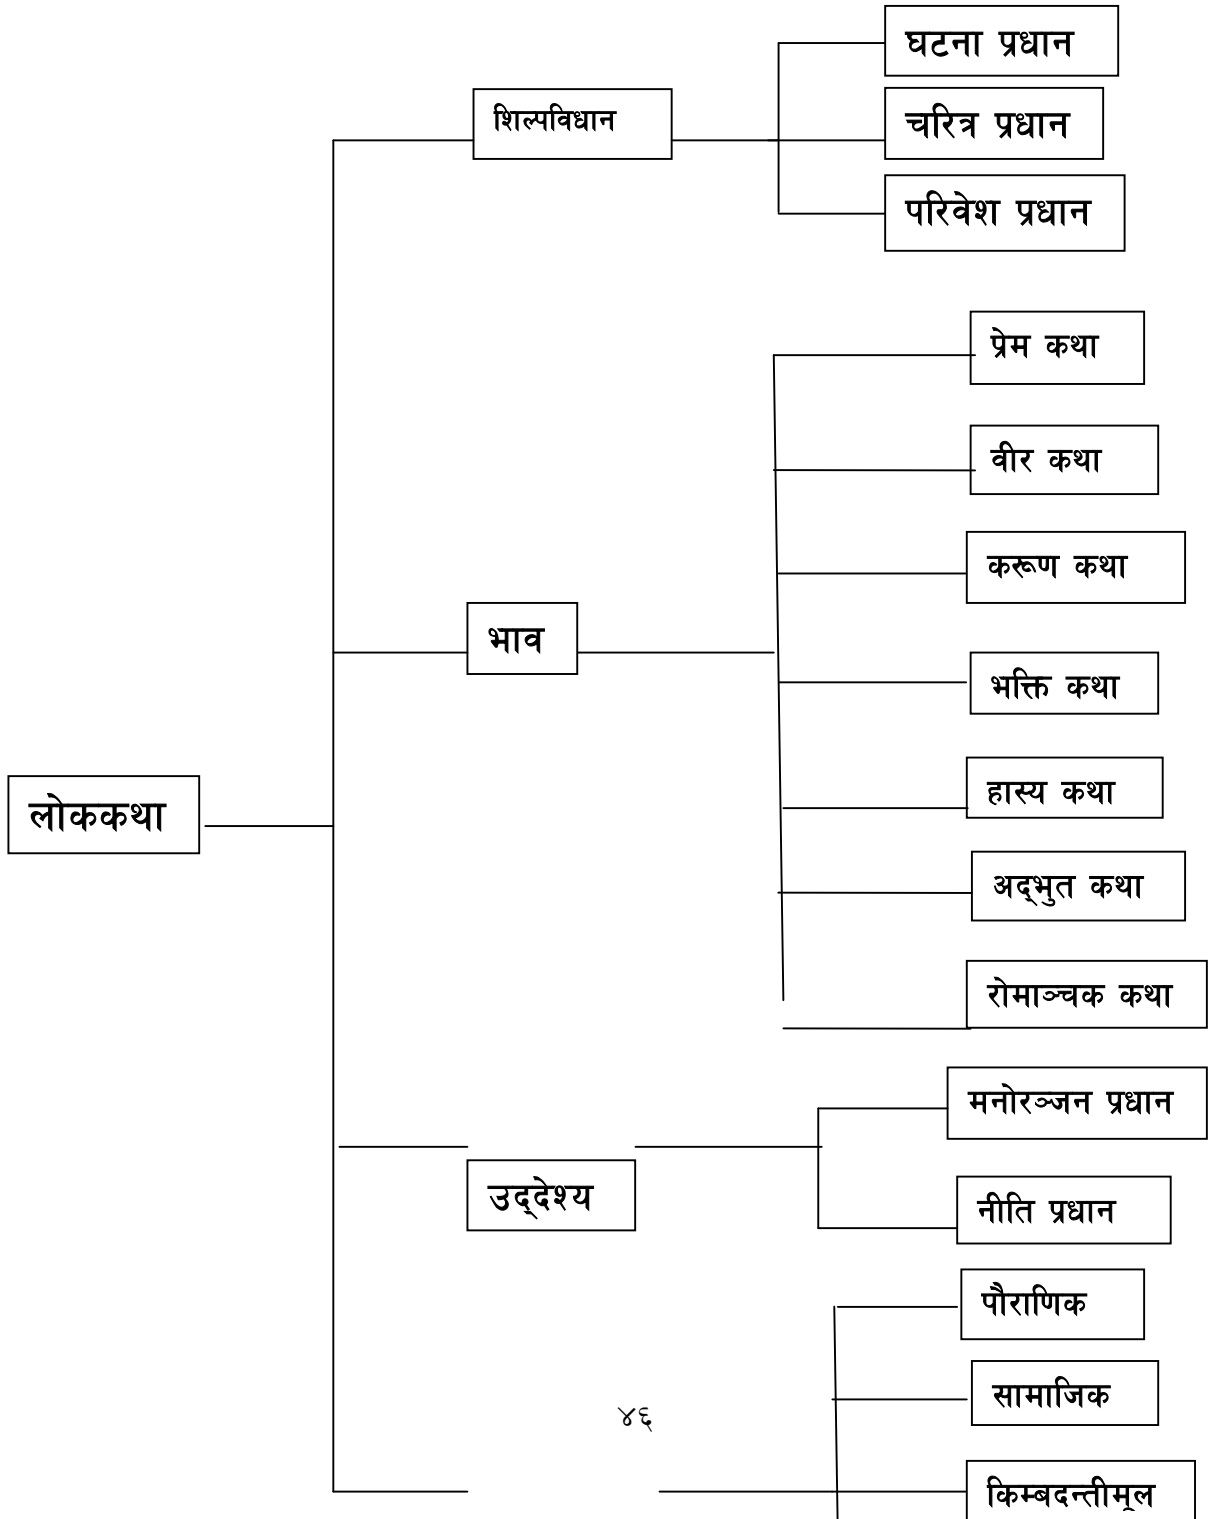 घटना प्रधान
शिल्पविधान
चरित्र प्रधान
परिवेश प्रधान
प्रेम कथा
वीर कथा
करूण कथा
भाव
भक्ति कथा
हास्य कथा
लोककथा
अद्‌भुत कथा
रोमाञ्चक कथा
मनोरञ्जन प्रधान
उद्‌देश्य
नीति प्रधान
पौराणिक
सामाजिक
४६
किम्बदन्तीमूल